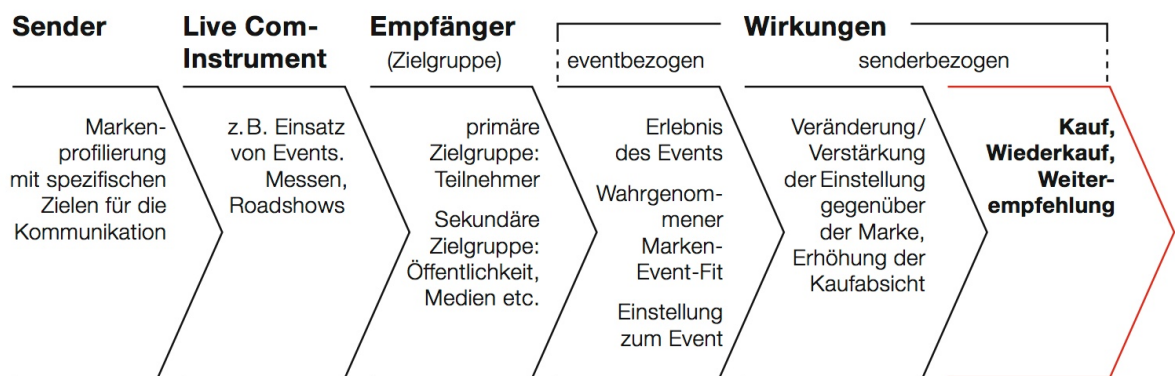 Sender
Live Com-
Instrument
Empfänger
(Zielgruppe)
Wirkungen
eventbezogen
senderbezogen
Marken-
profilierung
mit spezifischen
Zielen für die
Kommunikation
z. B. Einsatz
von Events.
Messen,
Roadshows
primäre
Zielgruppe:
Teilnehmer
Sekundäre
Zielgruppe:
Öffentlichkeit,
Medien etc.
Erlebnis
des Events
Wahrgenom-
mener
Marken-
Event-Fit
Einstellung
zum Event
Veränderung/
Verstärkung
der Einstellung
gegenüber
der Marke,
Erhöhung der
Kaufabsicht
Kauf,
Wiederkauf,
Weiter-
empfehlung